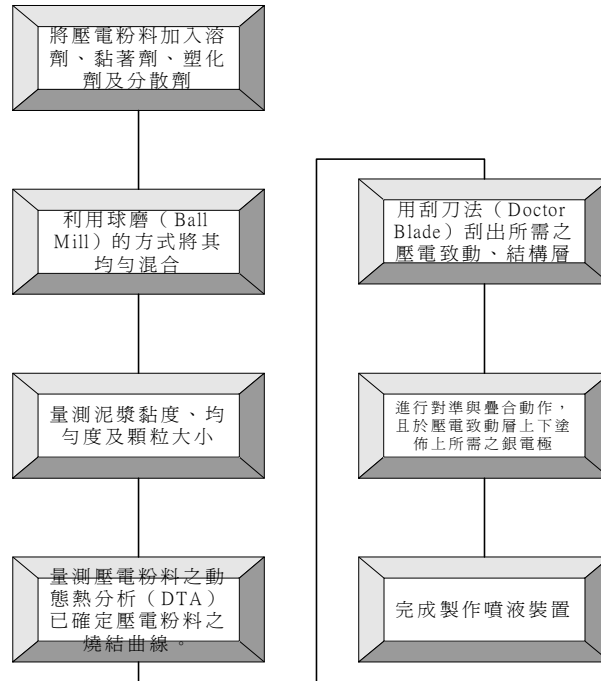 將壓電粉料加入溶
劑、黏著劑、塑化
劑及分散劑
利用球磨（Ball
Mill）的方式將其
均勻混合
量測泥漿黏度、均
勻度及顆粒大小
量測壓電粉料之動
態熱分析（DTA）
已確定壓電粉料之
燒結曲線。
用刮刀法（Doctor
Blade）刮出所需之
壓電致動、結構層
進行對準與疊合動作，
且於壓電致動層上下塗
佈上所需之銀電極
完成製作噴液裝置